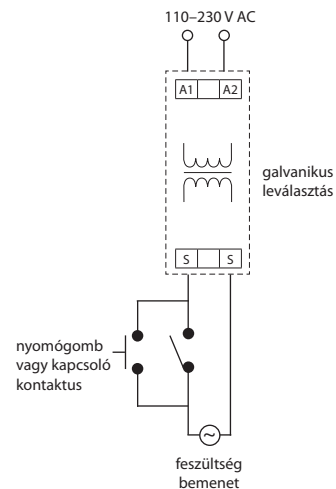 110–230 V AC
A1 A2
galvanikus
leválasztás
S S
nyomógomb
vagy kapcsoló
kontaktus
~
feszültség
bemenet